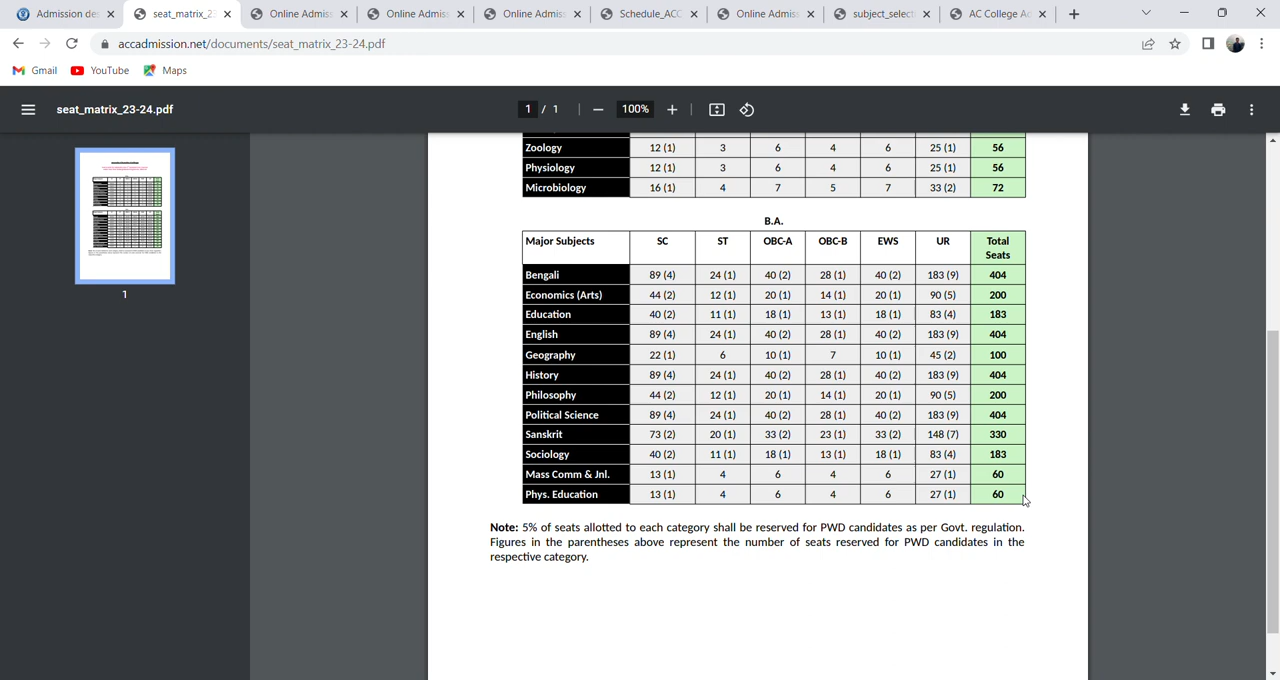 Admission de
seat_matrix_2
Online Admis
Online Admis
Online Admis
Schedule_ACC
Online Admis
subject_select
AC College A
accadmission.net/documents/seat_matrix_23-24.pdf
Gmail YouTube Maps
seat_matrix_23-24.pdf 1 / 1 100%
1
Zoology 12 (1) 3 6 4 6 25 (1) 56
Physiology 12 (1) 3 6 4 6 25 (1) 56
Microbiology 16 (1) 4 7 5 7 33 (2) 72
B.A.
Major Subjects SC ST OBC-A OBC-B EWS UR Total
Seats
Bengali 89 (4) 24 (1) 40 (2) 28 (1) 40 (2) 183 (9) 404
Economics (Arts) 44 (2) 12 (1) 20 (1) 14 (1) 20 (1) 90 (5) 200
Education 40 (2) 11 (1) 18 (1) 13 (1) 18 (1) 83 (4) 183
English 89 (4) 24 (1) 40 (2) 28 (1) 40 (2) 183 (9) 404
Geography 22 (1) 6 10 (1) 7 10 (1) 45 (2) 100
History 89 (4) 24 (1) 40 (2) 28 (1) 40 (2) 183 (9) 404
Philosophy 44 (2) 12 (1) 20 (1) 14 (1) 20 (1) 90 (5) 200
Political Science 89 (4) 24 (1) 40 (2) 28 (1) 40 (2) 183 (9) 404
Sanskrit 73 (2) 20 (1) 33 (2) 23 (1) 33 (2) 148 (7) 330
Sociology 40 (2) 11 (1) 18 (1) 13 (1) 18 (1) 83 (4) 183
Mass Comm & Jnl. 13 (1) 4 6 4 6 27 (1) 60
Phys. Education 13 (1) 4 6 4 6 27 (1) 60
Note: 5% of seats allotted to each category shall be reserved for PWD candidates as per Govt. regulation.
Figures in the parentheses above represent the number of seats reserved for PWD candidates in the
respective category.